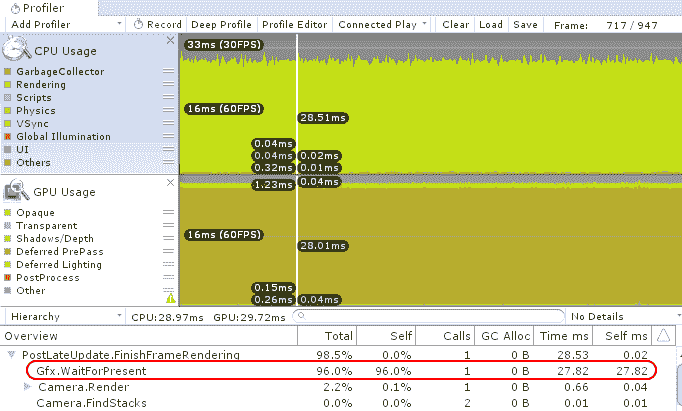 Profiler
Add Profiler Record Deep Profile Profiler Editor Connected Play Clear Load Save Frame: 717 / 947
CPU Usage
GarbageCollector
Rendering
Scripts
Physics
VSync
Global Illumination
UI
Others
33ms (30FPS)
16ms (60FPS)
28.51ms
0.04ms
0.04ms 0.02ms
0.32ms 0.01ms
GPU Usage
Opaque
Transparent
Shadows/Depth
Deferred PrePass
Deferred Lighting
PostProcess
Other
1.23ms 0.04ms
16ms (60FPS)
28.01ms
0.15ms
0.26ms 0.04ms
Hierarchy CPU:28.97ms GPU:29.72ms No Details
Overview Total Self Calls GC Alloc Time ms Self ms
PostLateUpdate.FinishFrameRendering 98.5% 0.0% 1 0 B 28.53 0.02
Gfx.WaitForPresent 96.0% 96.0% 1 0 B 27.82 27.82
Camera.Render 2.2% 0.1% 1 0 B 0.66 0.04
Camera.FindStacks 0.0% 0.0% 2 0 B 0.01 0.01